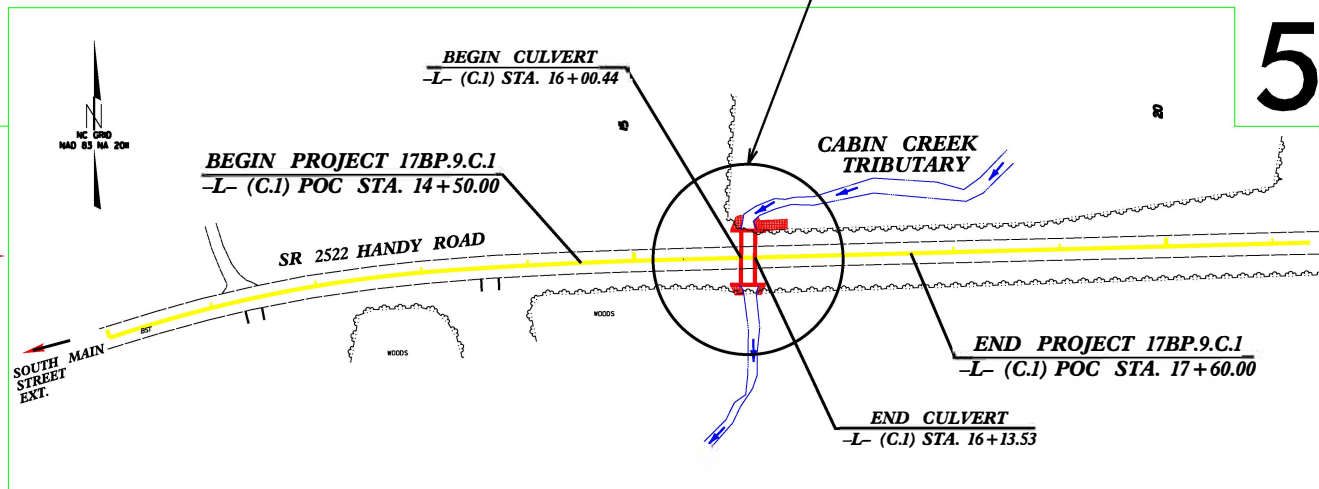 5
BEGIN CULVERT
-L- (C.1) STA. 16+00.44
NC GRID
NAD 83 NA 2011
15
20
CABIN CREEK
TRIBUTARY
BEGIN PROJECT 17BP.9.C.1
-L- (C.1) POC STA. 14+50.00
SR 2522 HANDY ROAD
BST
WOODS
WOODS
SOUTH MAIN
STREET
EXT.
END PROJECT 17BP.9.C.1
-L- (C.1) POC STA. 17+60.00
END CULVERT
-L- (C.1) STA. 16+13.53